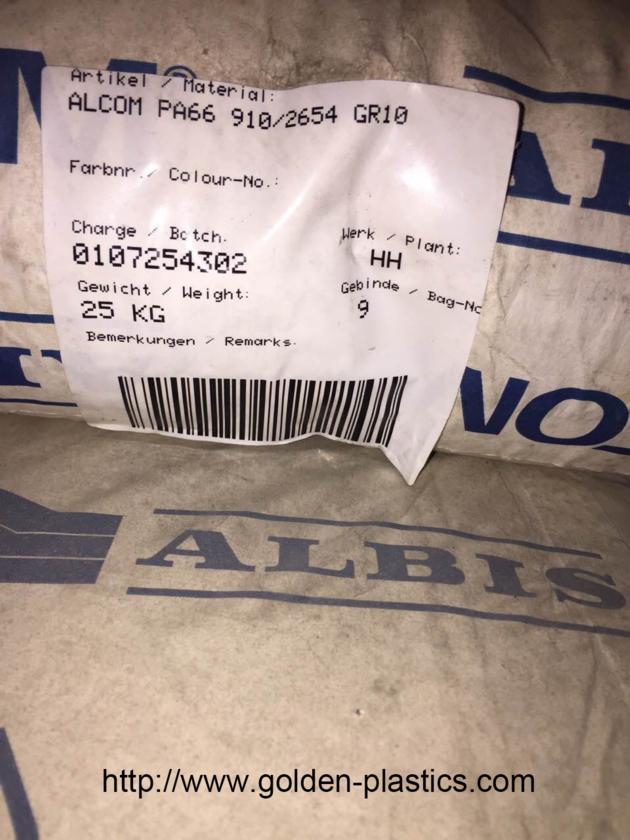 M®
Artikel / Material:
ALCOM PA66 910/2654 GR10
Farbnr./ Colour-No.:
Charge / Batch.
0107254302
Werk / Plant:
HH
Gewicht / Weight:
25 KG
Gebinde / Bag-No
9
Bemerkungen / Remarks.
NO
ALBIS
http://www.golden-plastics.com